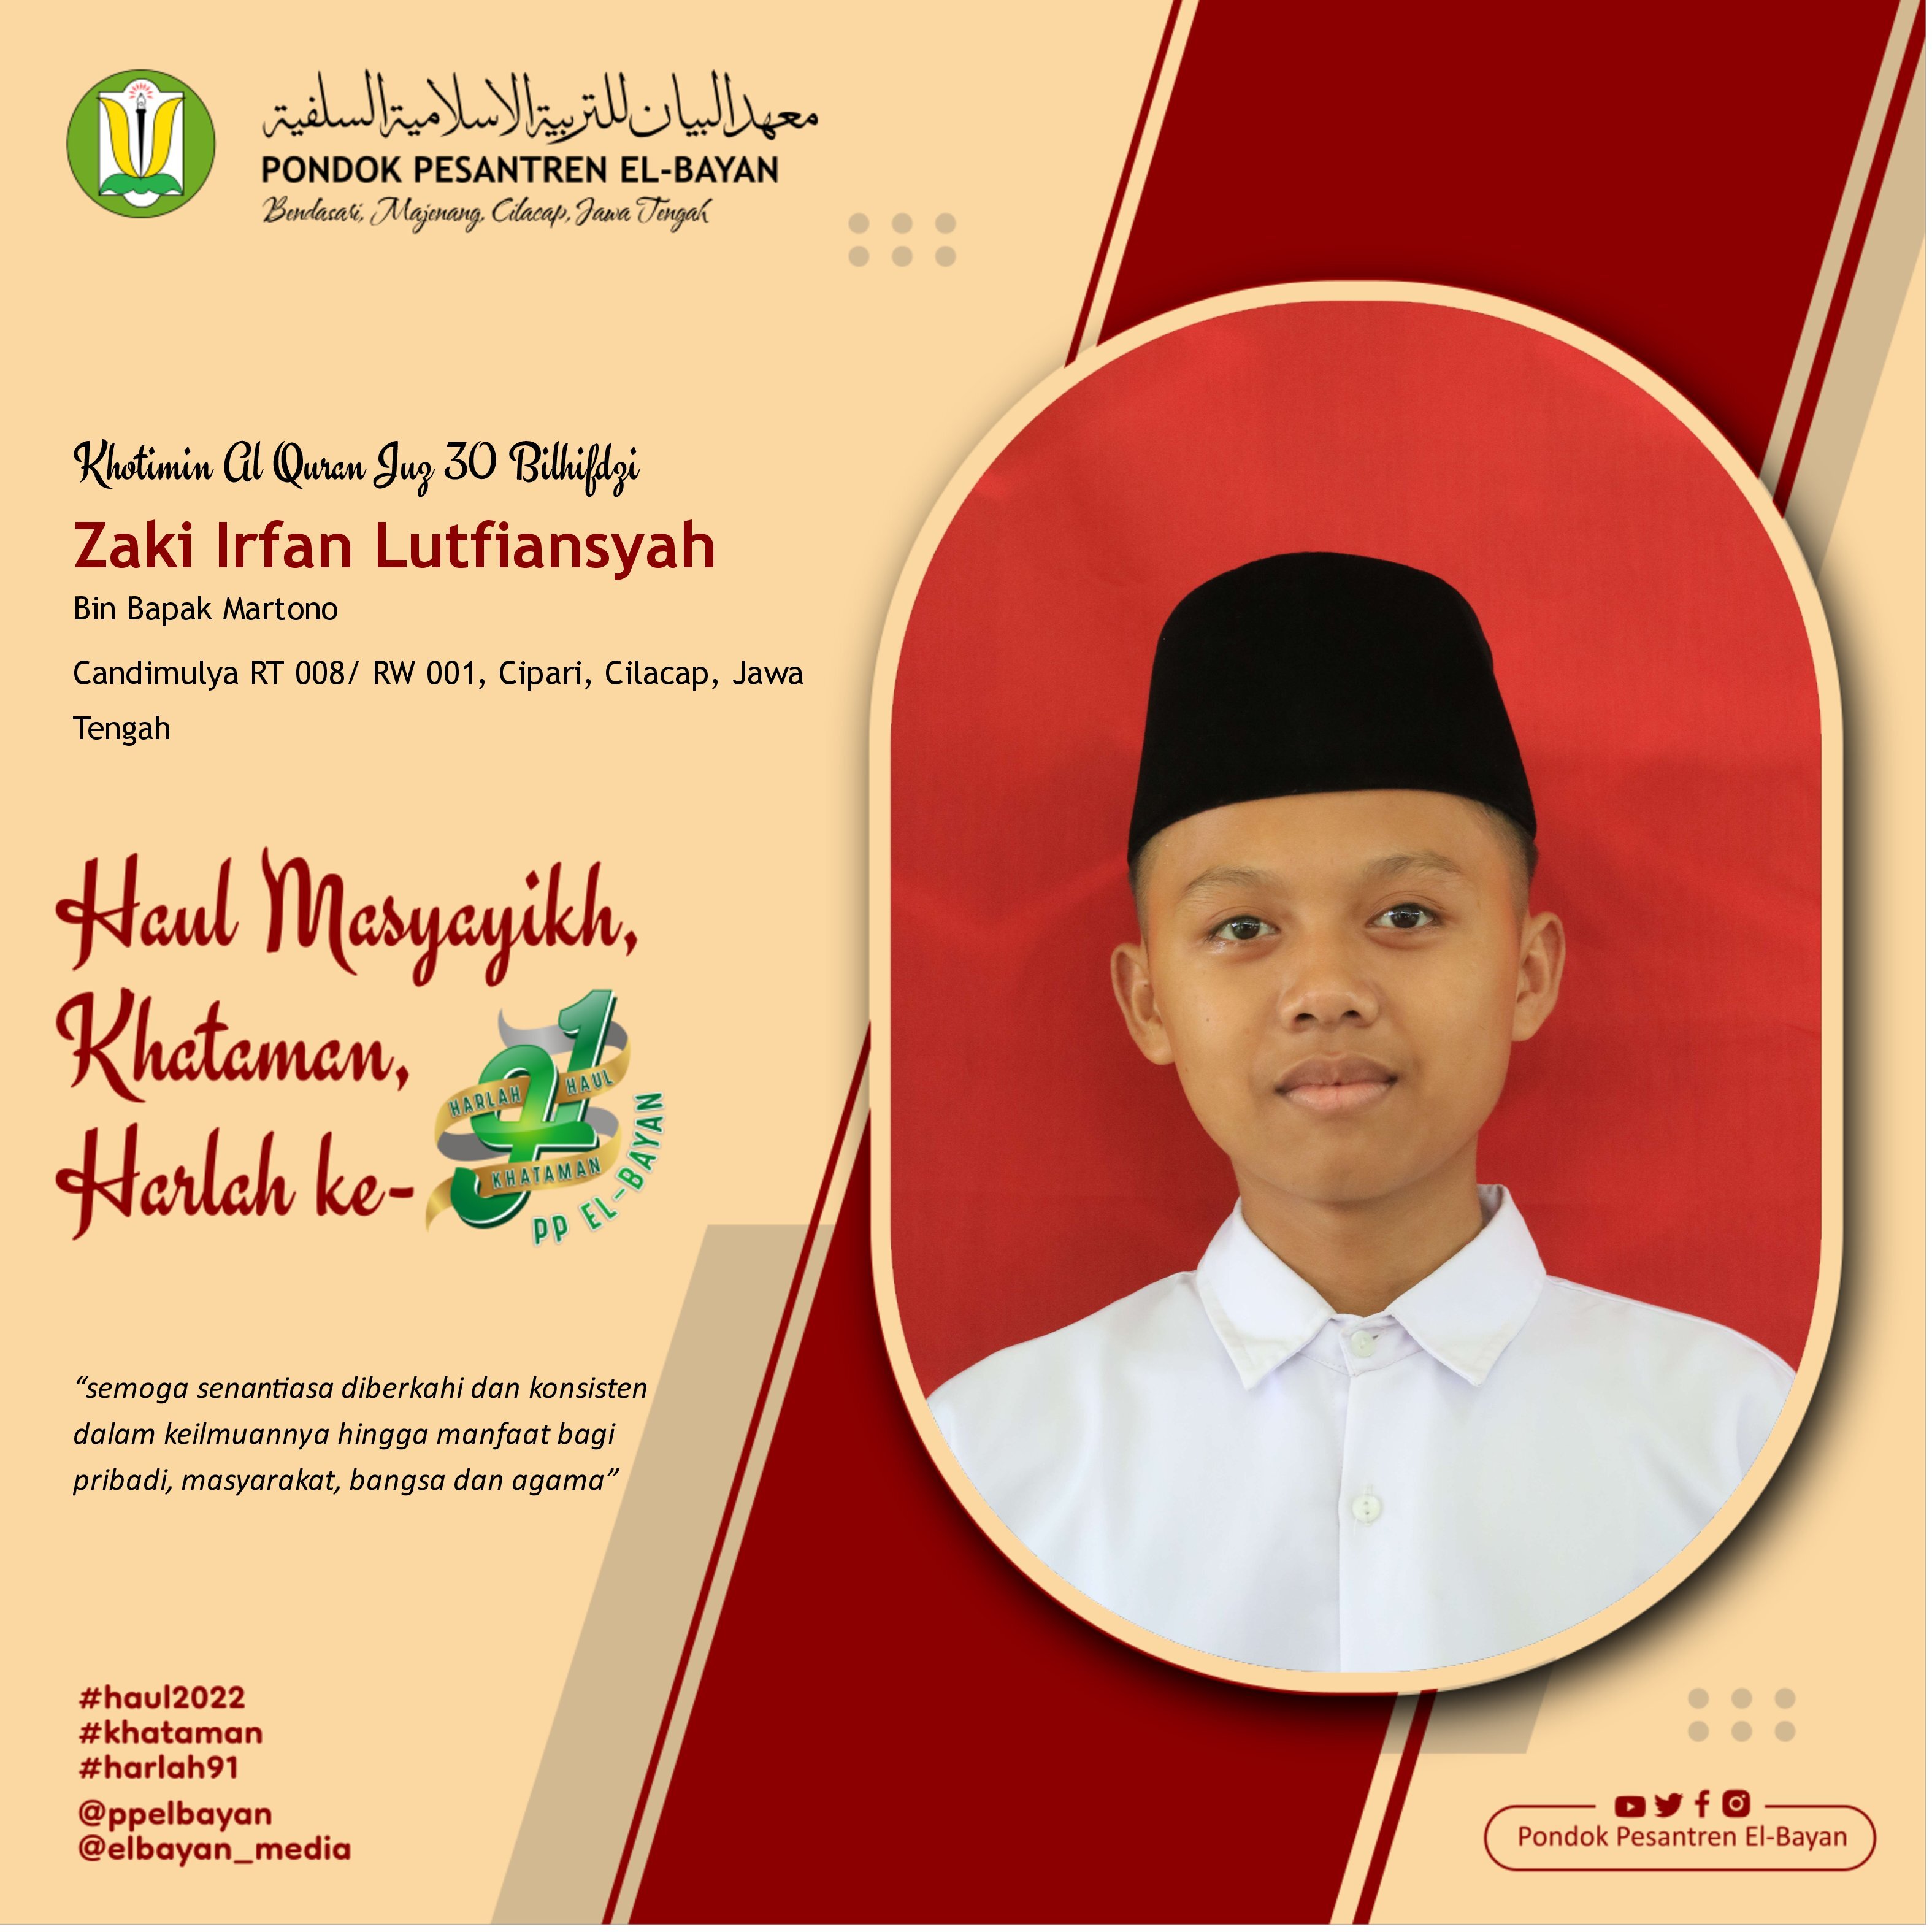 معهد البيان للتربية الاسلامية السلفية
PONDOK PESANTREN EL-BAYAN
Bendasari, Majenang, Cilacap, Jawa Tengah
Khotimin Al Quran Juz 30 Bilhifdzi
Zaki Irfan Lutfiansyah
Bin Bapak Martono
Candimulya RT 008/ RW 001, Cipari, Cilacap, Jawa
Tengah
Haul Masyayikh,
Khataman,
Harlah ke-
91
HARLAH HAUL
KHATAMAN
PP EL-BAYAN
“semoga senantiasa diberkahi dan konsisten
dalam keilmuannya hingga manfaat bagi
pribadi, masyarakat, bangsa dan agama”
#haul2022
#khataman
#harlah91
@ppelbayan
@elbayan_media
Pondok Pesantren El-Bayan